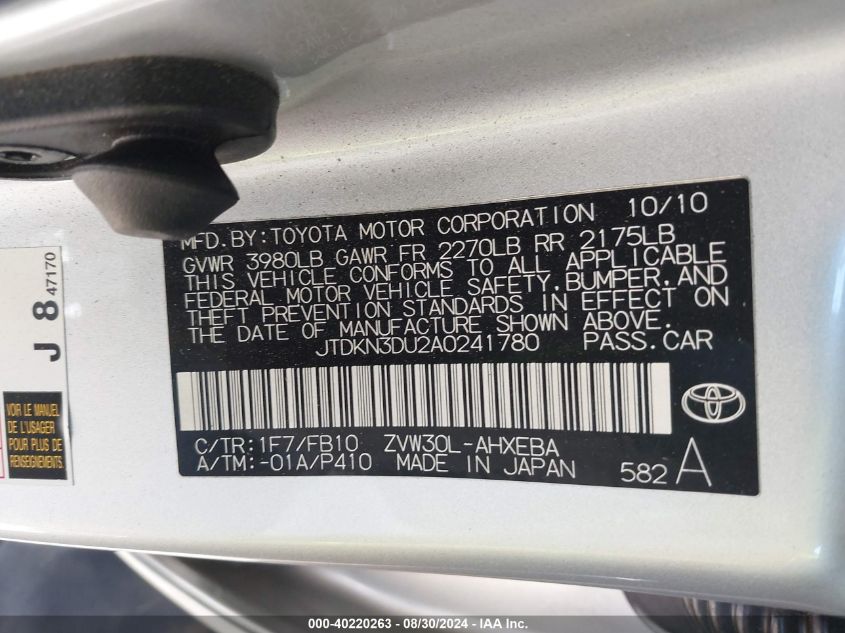 MFD. BY: TOYOTA MOTOR CORPORATION 10/10
GVWR 3980LB GAWR FR 2270LB RR 2175LB
THIS VEHICLE CONFORMS TO ALL APPLICABLE
FEDERAL MOTOR VEHICLE SAFETY, BUMPER, AND
THEFT PREVENTION STANDARDS IN EFFECT ON
THE DATE OF MANUFACTURE SHOWN ABOVE.
JTDKN3DU2A0241780 PASS. CAR
C/TR: 1F7/FB10 ZVW30L-AHXEBA
A/TM: -01A/P410 MADE IN JAPAN 582 A
J 8 47170
VOIR LE MANUEL
DE L'USAGER
POUR PLUS DE
RENSEIGNEMENTS.
000-40220263 - 08/30/2024 - IAA Inc.